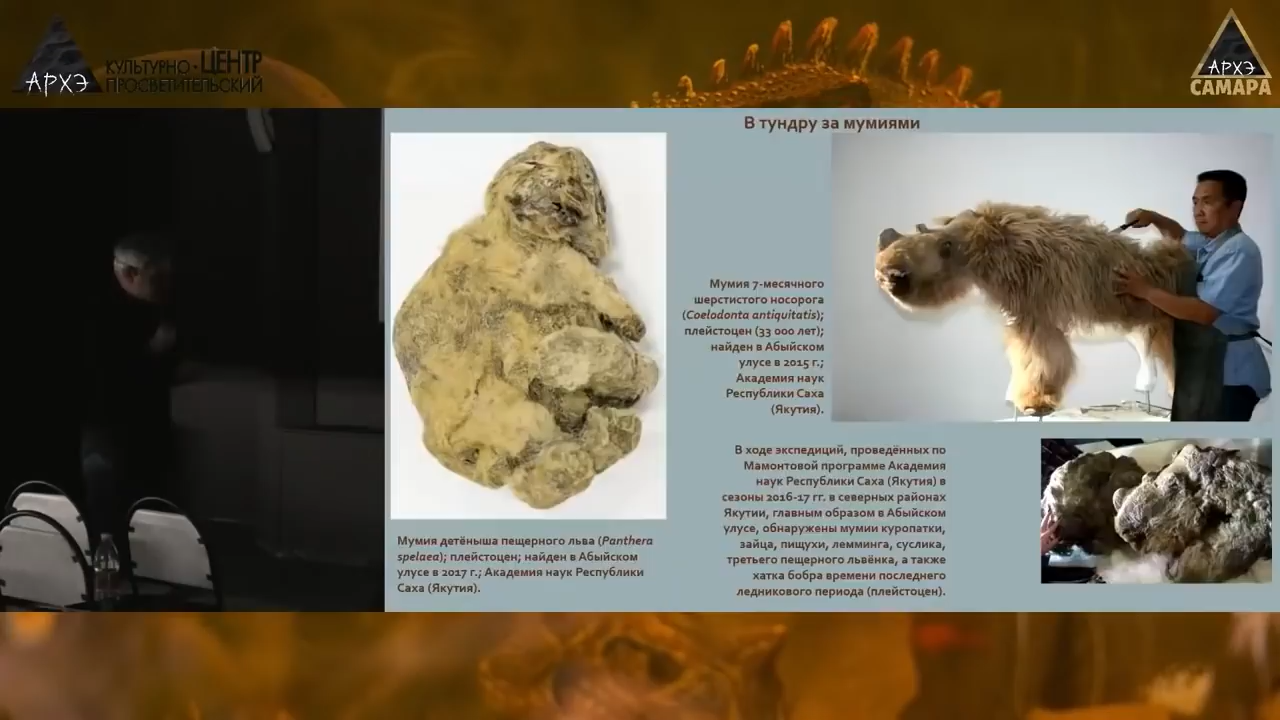 АРХЭ
КУЛЬТУРНО·ЦЕНТР
ПРОСВЕТИТЕЛЬСКИЙ
АРХЭ
САМАРА
В тундру за мумиями
Мумия 7-месячного
шерстистого носорога
(Coelodonta antiquitatis);
плейстоцен (33 000 лет);
найден в Абыйском
улусе в 2015 г.;
Академия наук
Республики Саха
(Якутия).
В ходе экспедиций, проведённых по
Мамонтовой программе Академия
наук Республики Саха (Якутия) в
сезоны 2016-17 гг. в северных районах
Якутии, главным образом в Абыйском
улусе, обнаружены мумии куропатки,
зайца, пищухи, лемминга, суслика,
третьего пещерного львёнка, а также
хатка бобра времени последнего
ледникового периода (плейстоцен).
Мумия детёныша пещерного льва (Panthera
spelaea); плейстоцен; найден в Абыйском
улусе в 2017 г.; Академия наук Республики
Саха (Якутия).